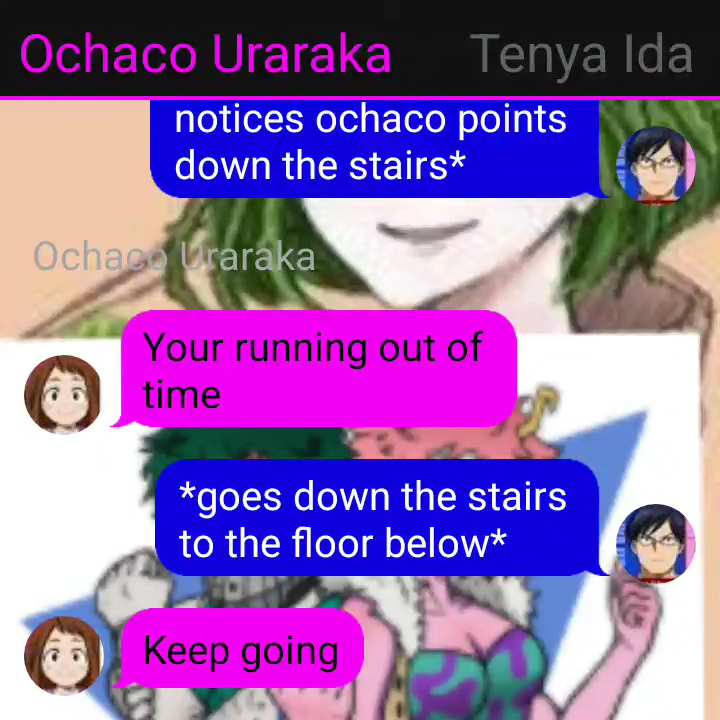 Ochaco Uraraka Tenya Ida
notices ochaco points
down the stairs*
Ochaco Uraraka
Your running out of
time
*goes down the stairs
to the floor below*
Keep going